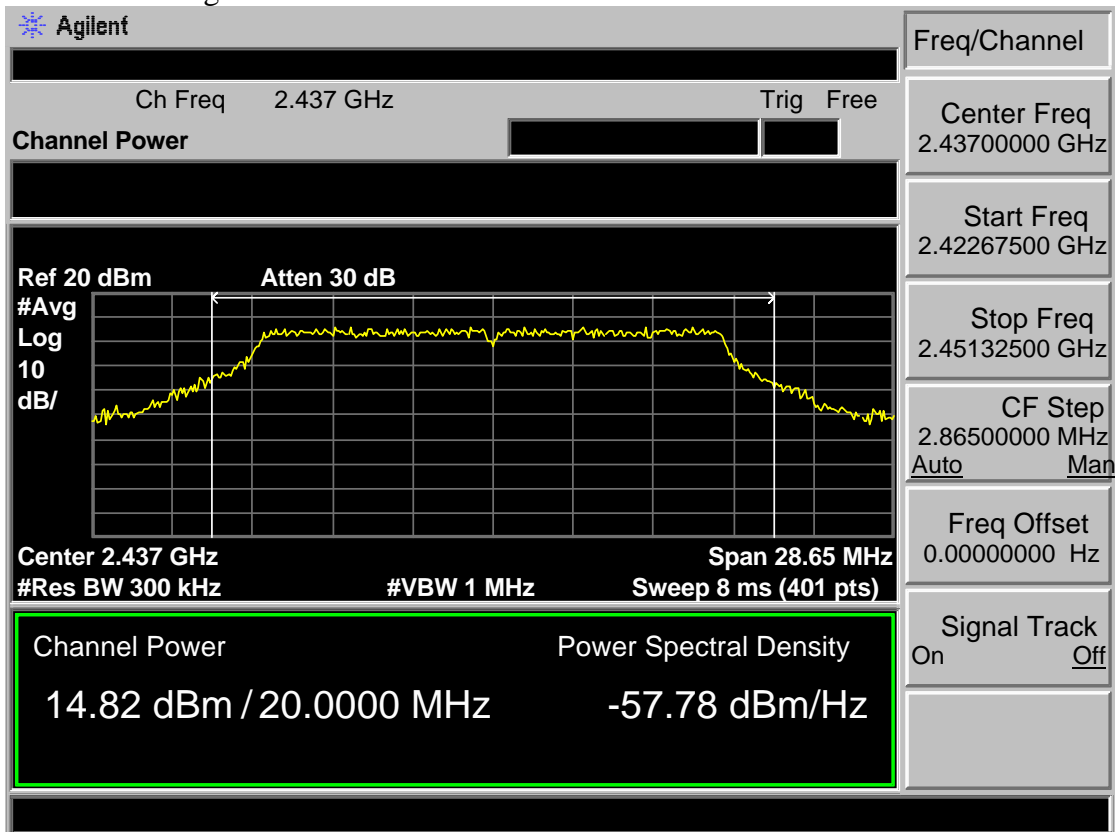 Agilent
Freq/Channel
Ch Freq 2.437 GHz Trig Free
Channel Power
Center Freq
2.43700000 GHz
Start Freq
2.42267500 GHz
Stop Freq
2.45132500 GHz
CF Step
2.86500000 MHz
Auto Man
Freq Offset
0.00000000 Hz
Signal Track
On Off
Ref 20 dBm Atten 30 dB
#Avg
Log
10
dB/
Center 2.437 GHz Span 28.65 MHz
#Res BW 300 kHz #VBW 1 MHz Sweep 8 ms (401 pts)
Channel Power Power Spectral Density
14.82 dBm / 20.0000 MHz -57.78 dBm/Hz